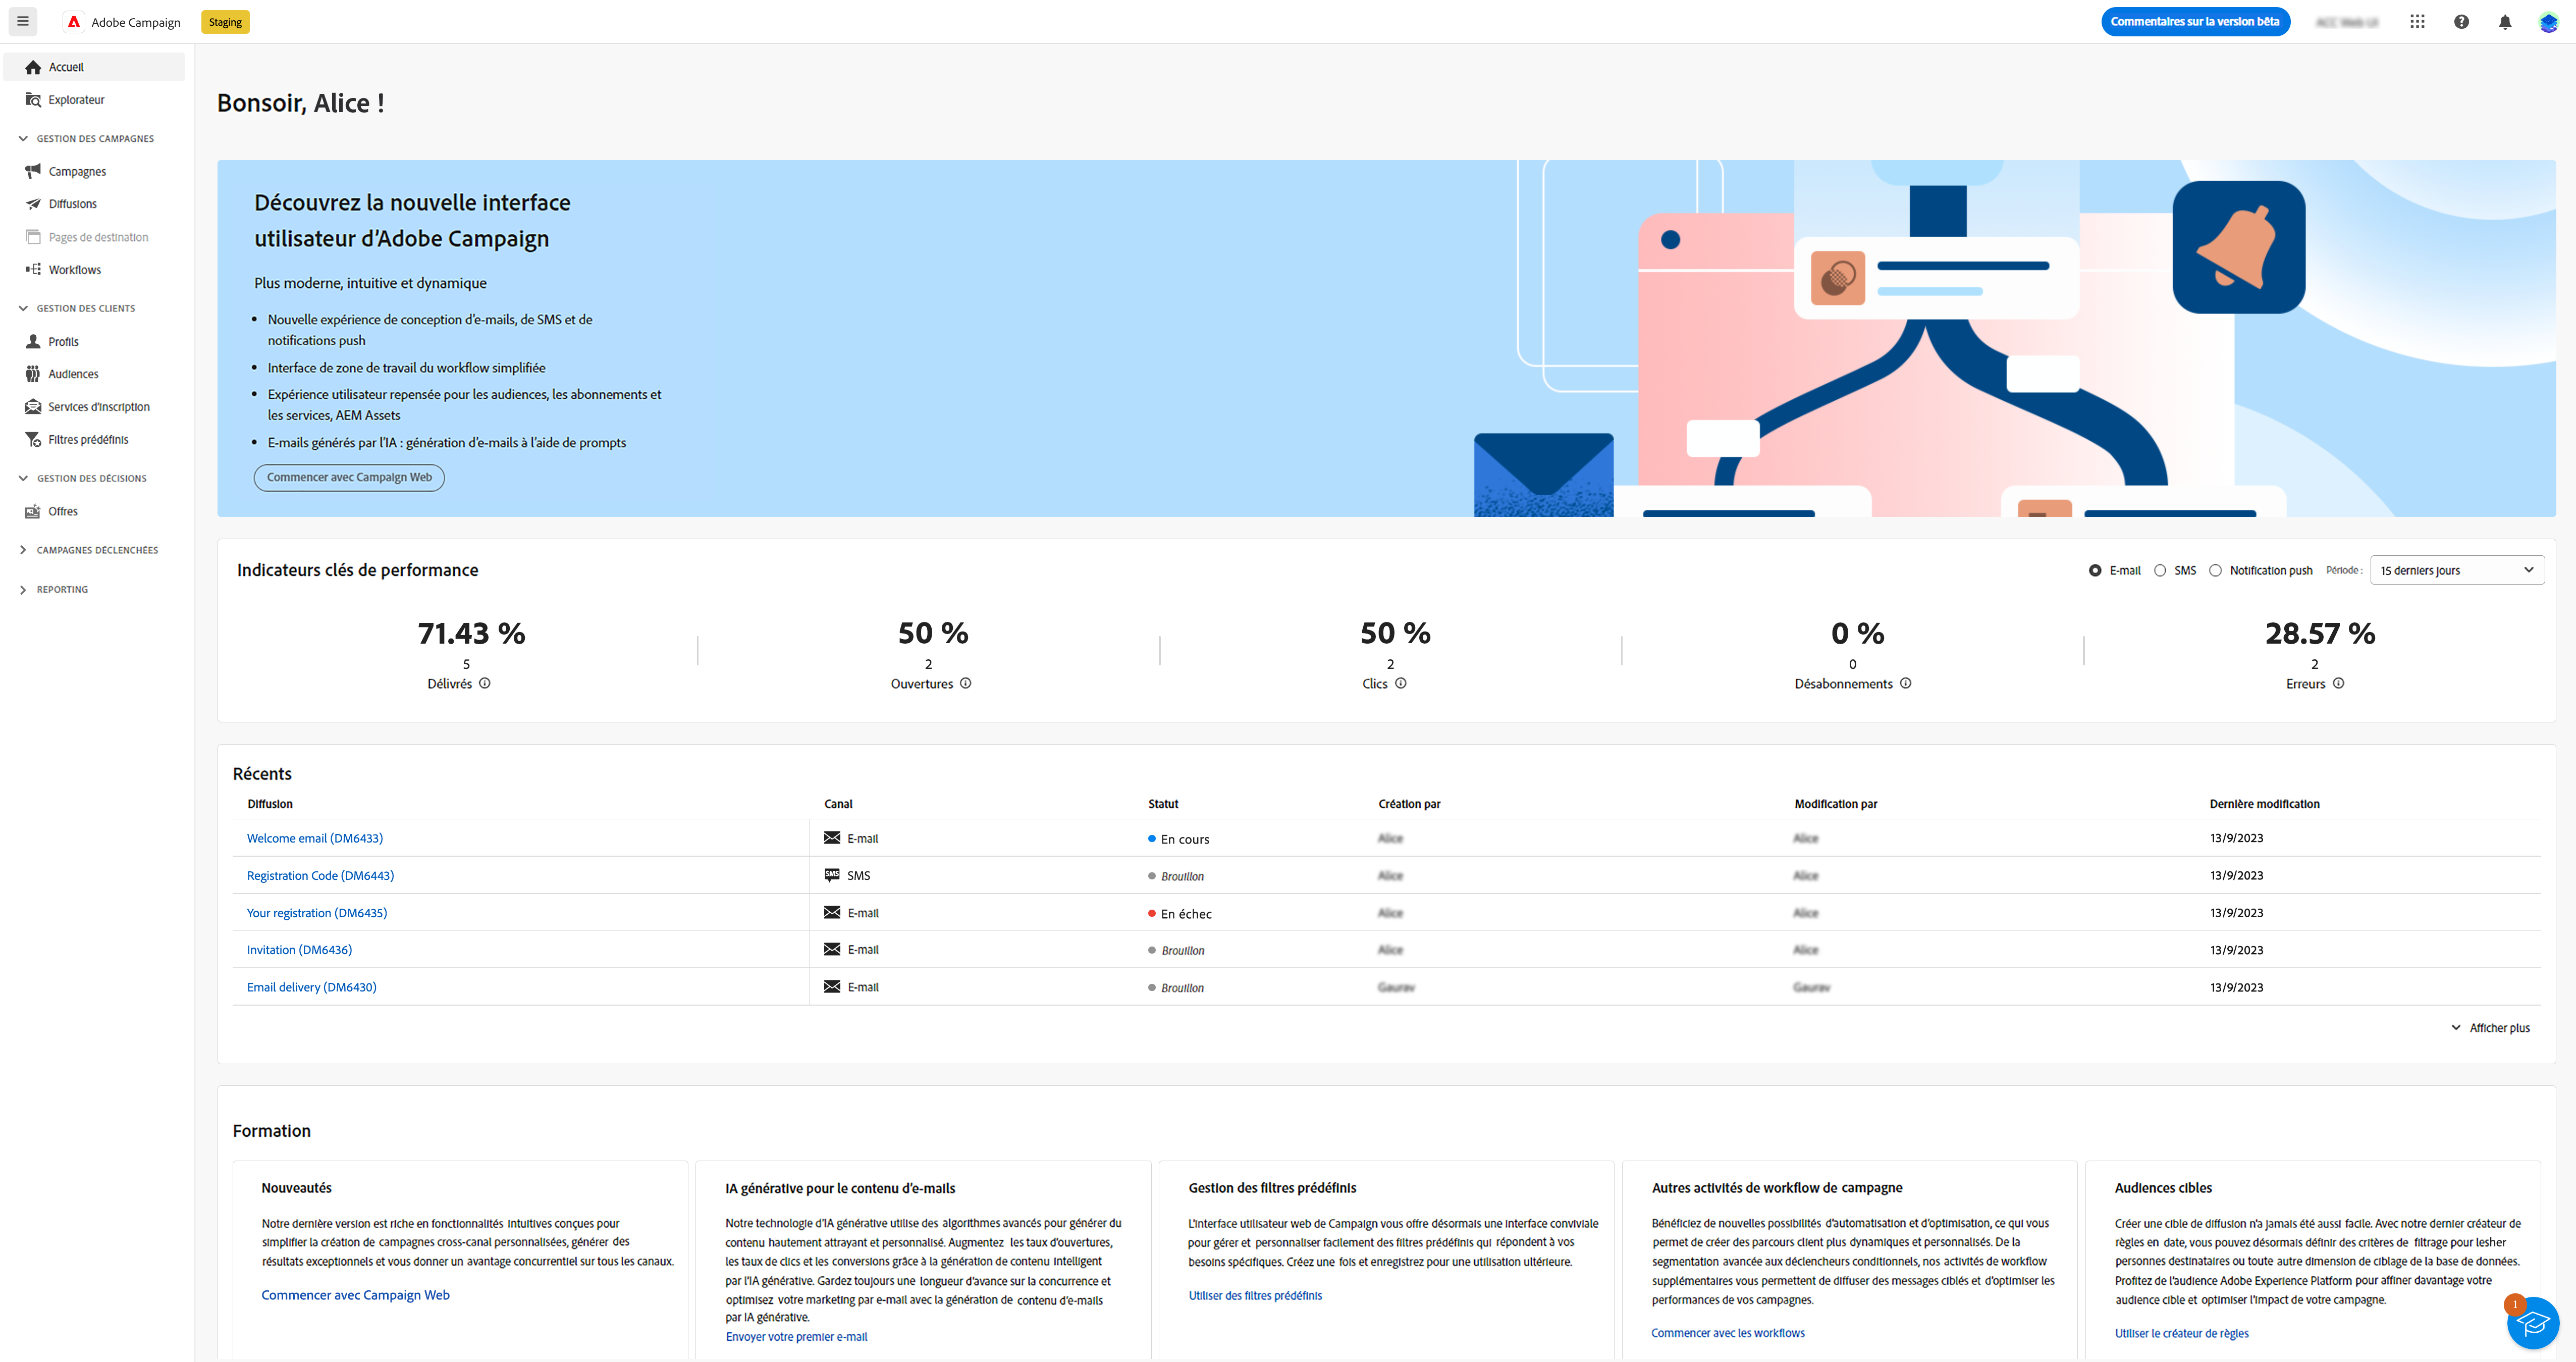 Adobe Campaign
Staging
Commentaires sur la version bêta
Accueil
Explorateur
GESTION DES CAMPAGNES
Campagnes
Diffusions
Pages de destination
Workflows
GESTION DES CLIENTS
Profils
Audiences
Services d'inscription
Filtres prédéfinis
GESTION DES DÉCISIONS
Offres
CAMPAGNES DÉCLENCHÉES
REPORTING
Bonsoir, Alice !
Découvrez la nouvelle interface
utilisateur d'Adobe Campaign
Plus moderne, intuitive et dynamique
• Nouvelle expérience de conception d'e-mails, de SMS et de
notifications push
• Interface de zone de travail du workflow simplifiée
• Expérience utilisateur repensée pour les audiences, les abonnements et
les services, AEM Assets
• E-mails générés par l'IA : génération d'e-mails à l'aide de prompts
Commencer avec Campaign Web
Indicateurs clés de performance
E-mail SMS Notification push Période : 15 derniers jours
71.43 % 50 % 50 % 0 % 28.57 %
5 2 2 0 2
Délivrés Ouvertures Clics Désabonnements Erreurs
Récents
Diffusion Canal Statut Création par Modification par Dernière modification
Welcome email (DM6433) E-mail En cours Alice Alice 13/9/2023
Registration Code (DM6443) SMS SMS Brouillon Alice Alice 13/9/2023
Your registration (DM6435) E-mail En échec Alice Alice 13/9/2023
Invitation (DM6436) E-mail Brouillon Alice Alice 13/9/2023
Email delivery (DM6430) E-mail Brouillon Gaurav Gaurav 13/9/2023
Afficher plus
Formation
Nouveautés
Notre dernière version est riche en fonctionnalités intuitives conçues pour
simplifier la création de campagnes cross-canal personnalisées, générer des
résultats exceptionnels et vous donner un avantage concurrentiel sur tous les canaux.
Commencer avec Campaign Web
IA générative pour le contenu d'e-mails
Notre technologie d'IA générative utilise des algorithmes avancés pour générer du
contenu hautement attrayant et personnalisé. Augmentez les taux d'ouvertures,
les taux de clics et les conversions grâce à la génération de contenu intelligent
par l'IA générative. Gardez toujours une longueur d'avance sur la concurrence et
optimisez votre marketing par e-mail avec la génération de contenu d'e-mails
par IA générative.
Envoyer votre premier e-mail
Gestion des filtres prédéfinis
L'interface utilisateur web de Campaign vous offre désormais une interface conviviale
pour gérer et personnaliser facilement des filtres prédéfinis qui répondent à vos
besoins spécifiques. Créez une fois et enregistrez pour une utilisation ultérieure.
Utiliser des filtres prédéfinis
Autres activités de workflow de campagne
Bénéficiez de nouvelles possibilités d'automatisation et d'optimisation, ce qui vous
permet de créer des parcours client plus dynamiques et personnalisés. De la
segmentation avancée aux déclencheurs conditionnels, nos activités de workflow
supplémentaires vous permettent de diffuser des messages ciblés et d'optimiser les
performances de vos campagnes.
Commencer avec les workflows
Audiences cibles
Créer une cible de diffusion n'a jamais été aussi facile. Avec notre dernier créateur de
règles en date, vous pouvez désormais définir des critères de filtrage pour lesher
personnes destinataires ou toute autre dimension de ciblage de la base de données.
Profitez de l'audience Adobe Experience Platform pour affiner davantage votre
audience cible et optimiser l'impact de votre campagne.
Utiliser le créateur de règles
1